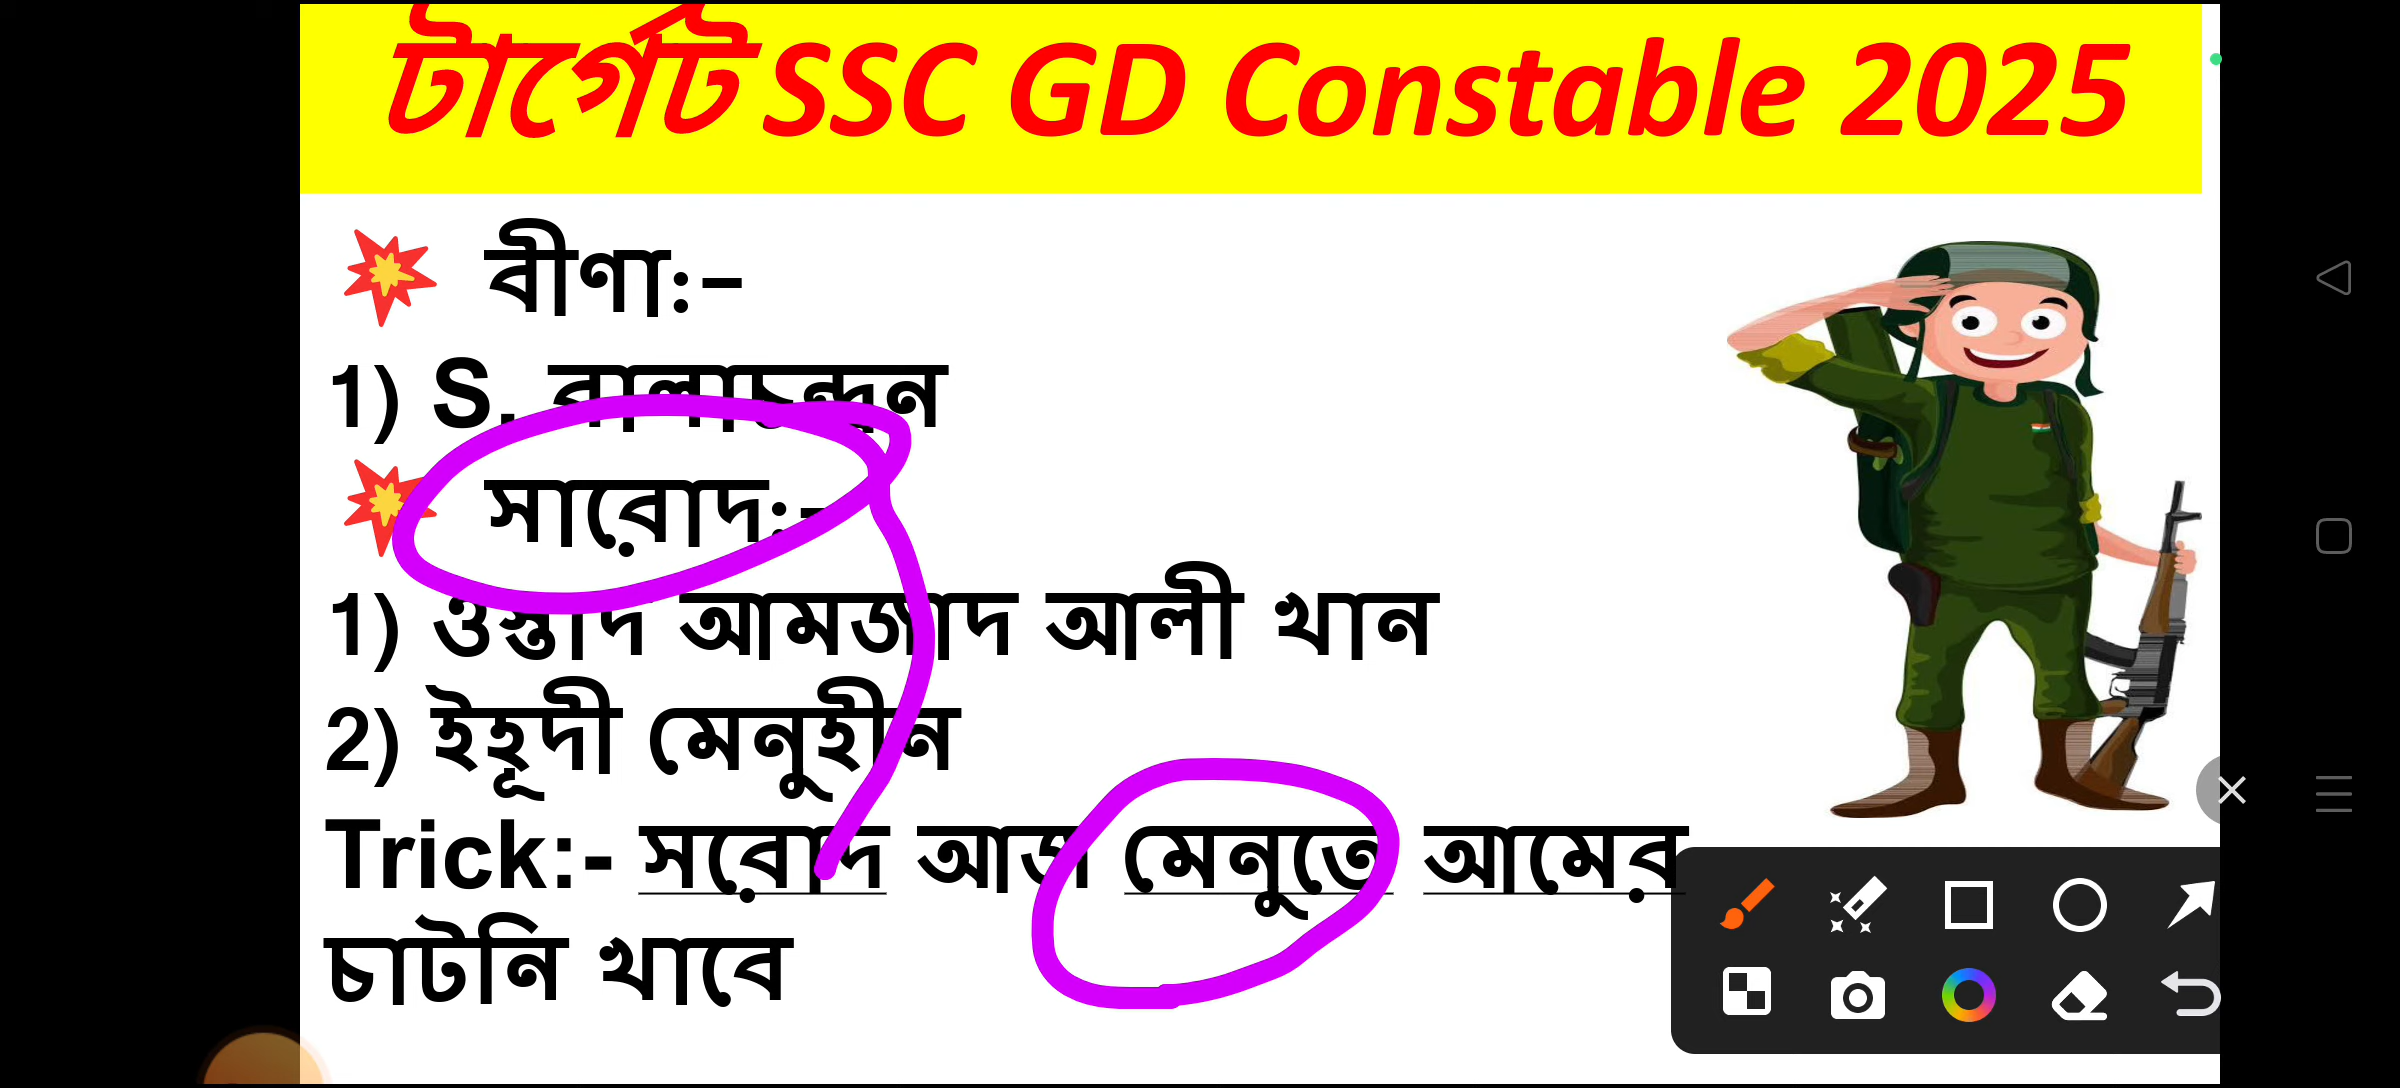 টার্গেট SSC GD Constable 2025
বীণা:–
1) S. বালাচন্দ্রন
সারোদ:-
1) ওস্তাদ আমজাদ আলী খান
2) ইহূদী মেনুহীন
Trick:- সরোদ আজ মেনুতে আমের
চাটনি খাবে